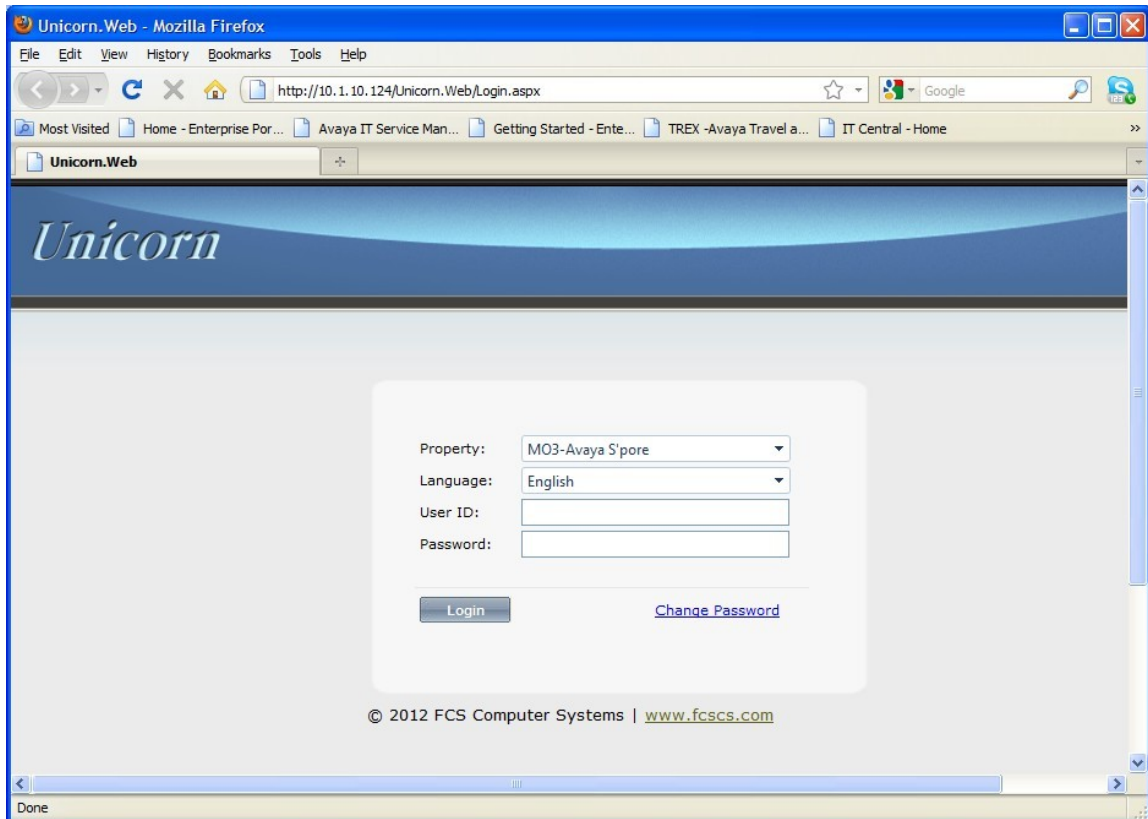 Unicorn.Web - Mozilla Firefox
File Edit View History Bookmarks Tools Help
http://10.1.10.124/Unicorn.Web/Login.aspx Google
Most Visited Home - Enterprise Por... Avaya IT Service Man... Getting Started - Ente... TREX -Avaya Travel a... IT Central - Home »
Unicorn.Web
Unicorn
Property: MO3-Avaya S'pore
Language: English
User ID:
Password:
Login Change Password
© 2012 FCS Computer Systems | www.fcscs.com
Done